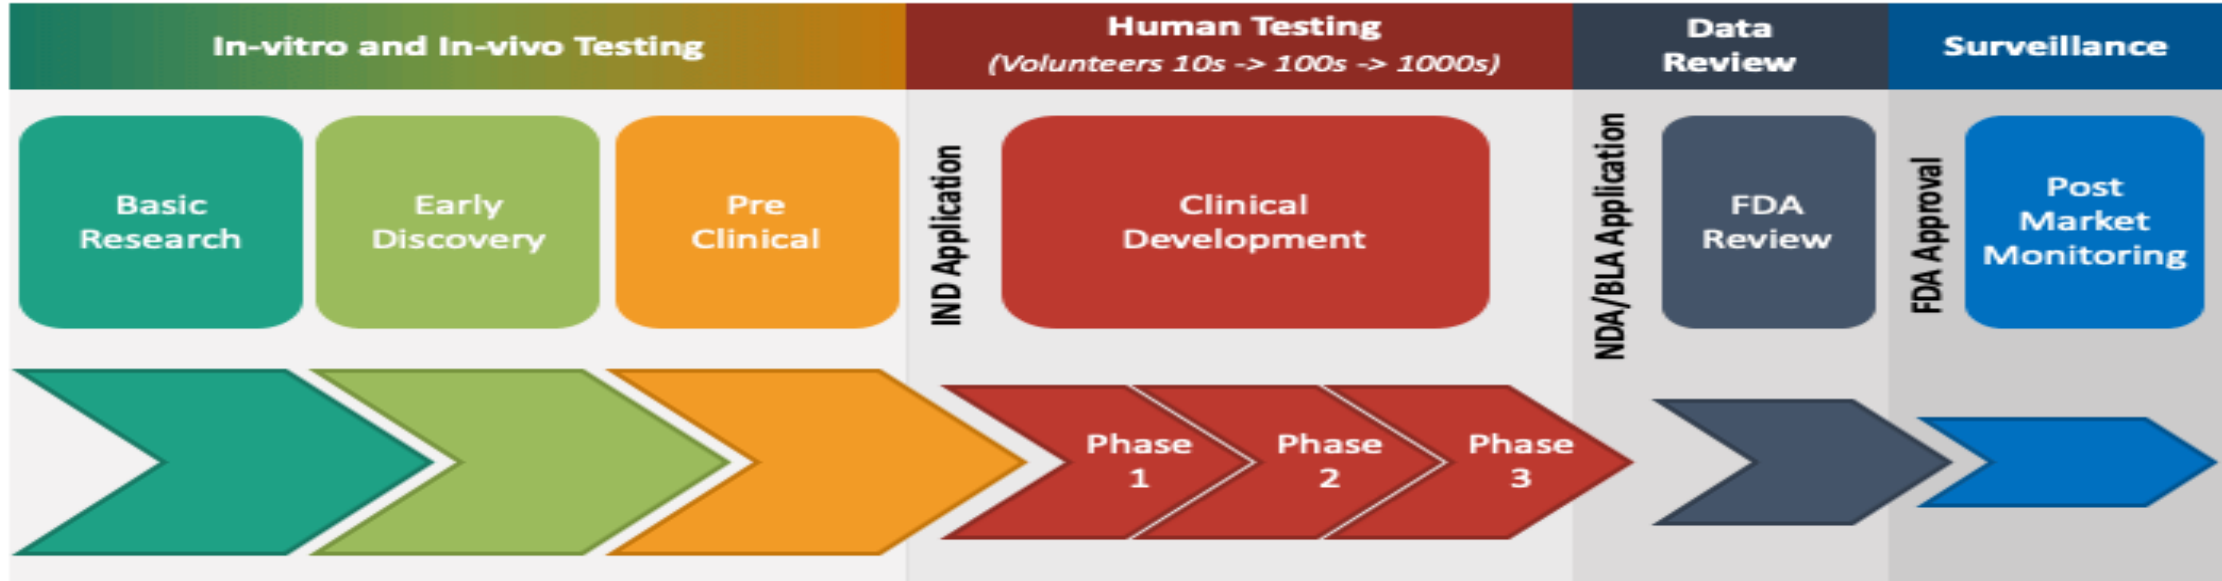 In-vitro and In-vivo Testing
Human Testing
(Volunteers 10s -> 100s -> 1000s)
Data
Review
Surveillance
Basic
Research
Early
Discovery
Pre
Clinical
IND Application
Clinical
Development
NDA/BLA Application
FDA
Review
FDA Approval
Post
Market
Monitoring
Phase
1
Phase
2
Phase
3